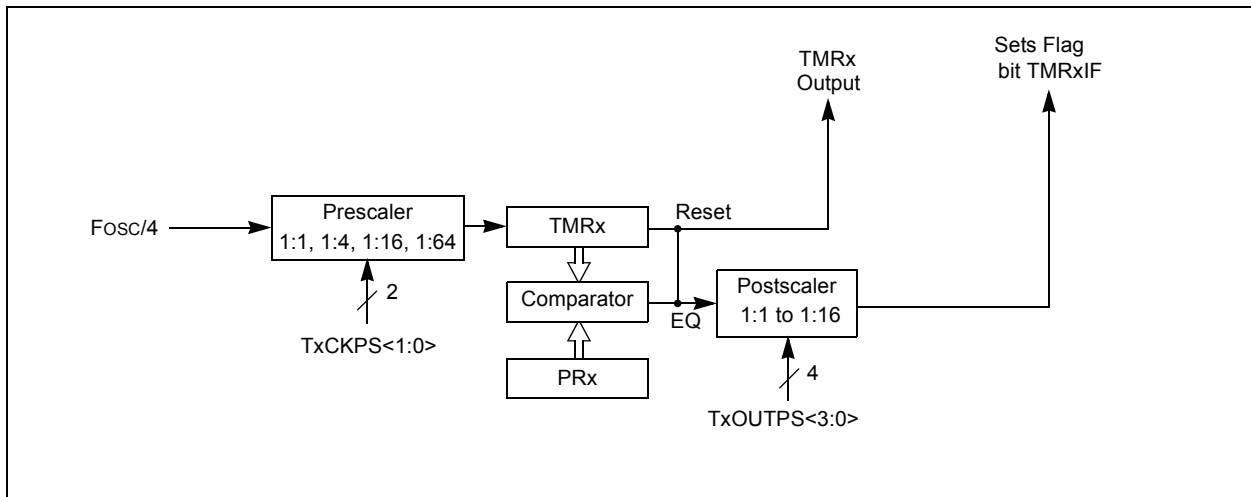 TMRx
Output
Sets Flag
bit TMRxIF
Fosc/4
Prescaler
1:1, 1:4, 1:16, 1:64
2
TxCKPS<1:0>
TMRx
Reset
Comparator
EQ
PRx
Postscaler
1:1 to 1:16
4
TxOUTPS<3:0>